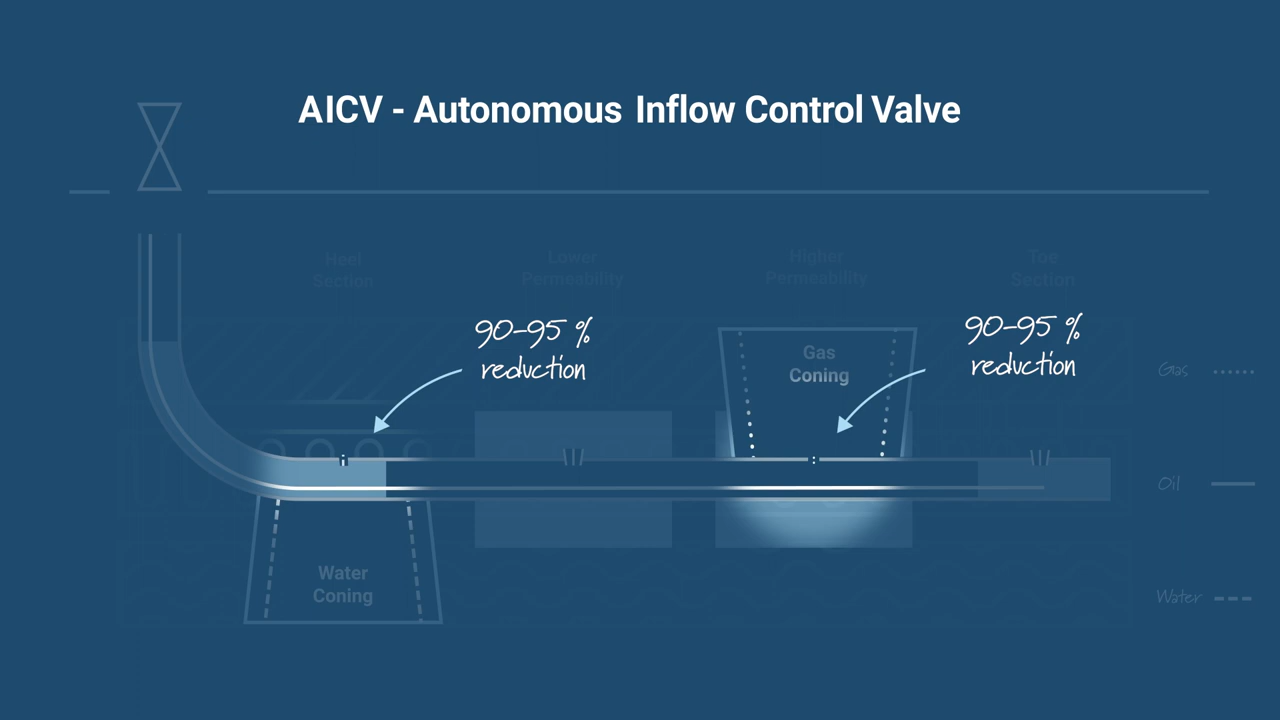 AICV - Autonomous Inflow Control Valve
Heel
Section
Lower
Permeability
Higher
Permeability
Toe
Section
90-95 %
reduction
90-95 %
reduction
Gas
Coning
Gas
Oil
Water
Coning
Water